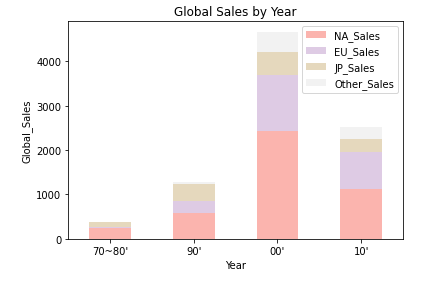 Global Sales by Year
NA_Sales
EU_Sales
JP_Sales
Other_Sales
Global_Sales
4000
3000
2000
1000
0
70~80' 90' 00' 10'
Year